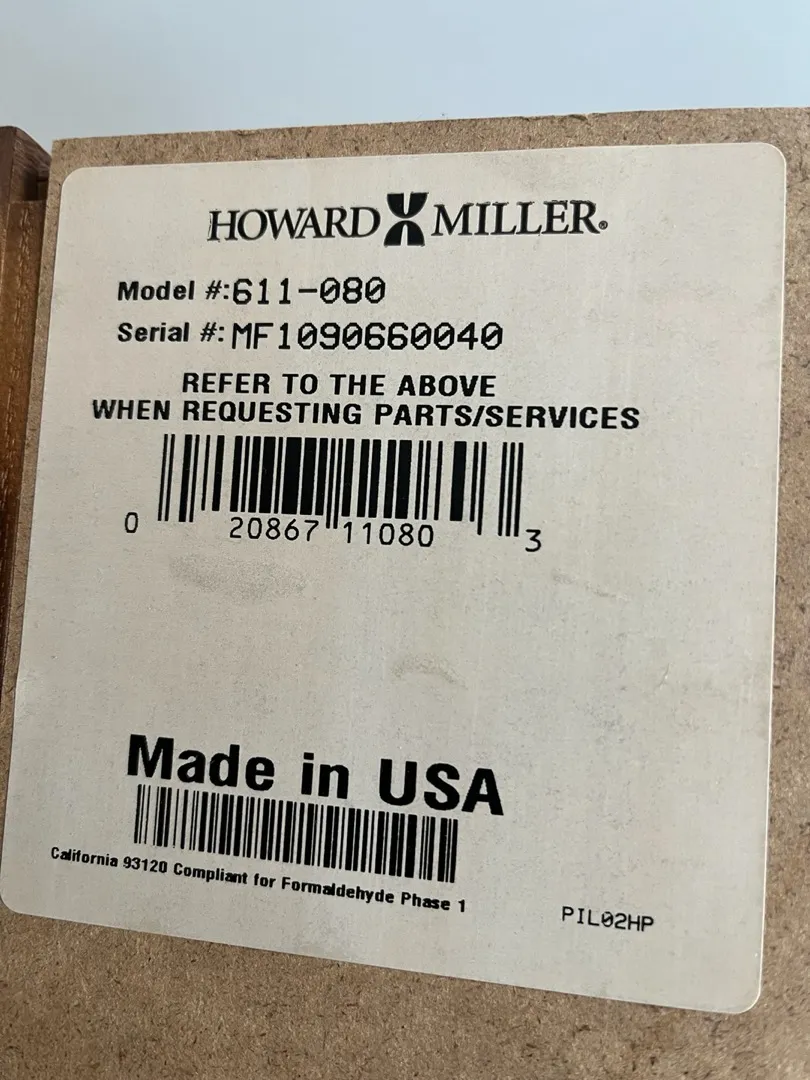 HOWARD MILLER®
Model #:611-080
Serial #:MF1090660040
REFER TO THE ABOVE
WHEN REQUESTING PARTS/SERVICES
0 20867 11080 3
Made in USA
California 93120 Compliant for Formaldehyde Phase 1
PIL02HP